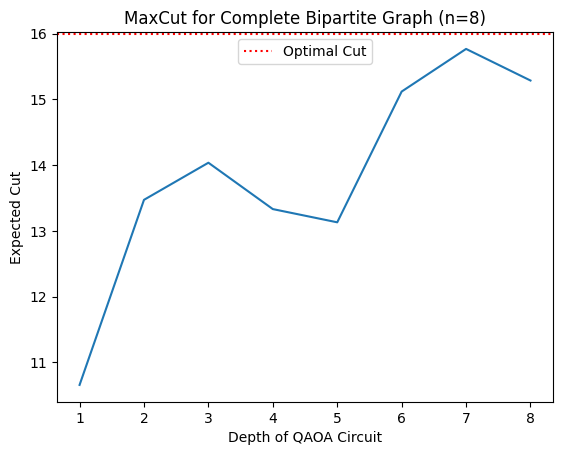 MaxCut for Complete Bipartite Graph (n=8)
16
Optimal Cut
15
14
13
12
11
Expected Cut
1 2 3 4 5 6 7 8
Depth of QAOA Circuit